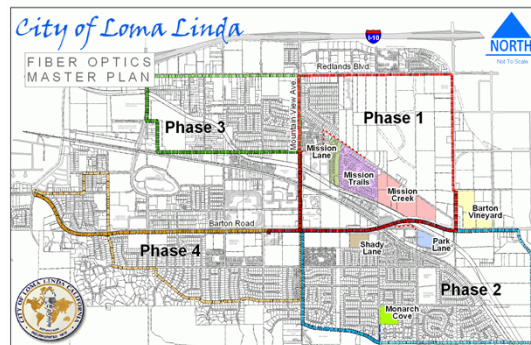 City of Loma Linda
FIBER OPTICS
MASTER PLAN
I-10
NORTH
Not To Scale
Redlands Blvd.
Mountain View Ave.
Phase 1
Phase 3
Mission
Lane
Mission
Trails
Mission
Creek
Barton
Vineyard
Barton Road
Shady
Lane
Park
Lane
Phase 4
Phase 2
Monarch
Cove
CITY OF LOMA LINDA CALIFORNIA